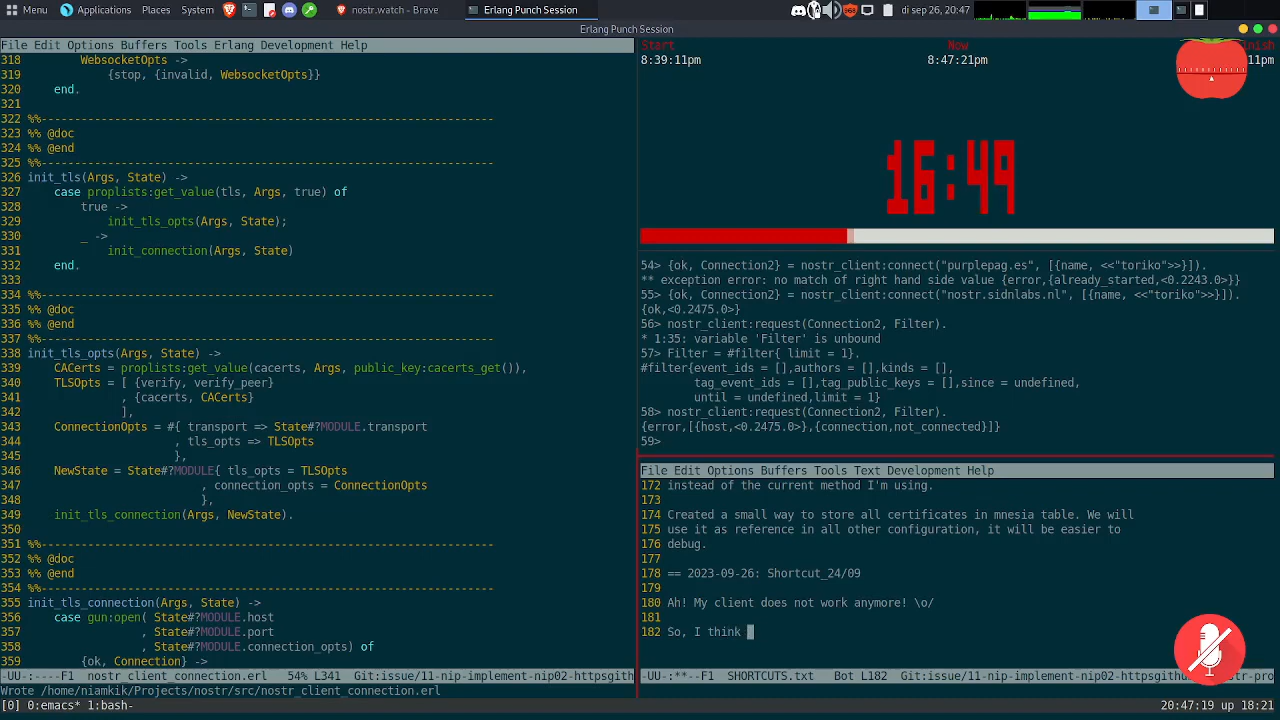 Menu Applications Places System nostr.watch - Brave Erlang Punch Session 968 di sep 26, 20:47
Erlang Punch Session
File Edit Options Buffers Tools Erlang Development Help
318 WebsocketOpts ->
319 {stop, {invalid, WebsocketOpts}}
320 end.
321
322 %%--------------------------------------------------------------------
323 %% @doc
324 %% @end
325 %%--------------------------------------------------------------------
326 init_tls(Args, State) ->
327 case proplists:get_value(tls, Args, true) of
328 true ->
329 init_tls_opts(Args, State);
330 _ ->
331 init_connection(Args, State)
332 end.
333
334 %%--------------------------------------------------------------------
335 %% @doc
336 %% @end
337 %%--------------------------------------------------------------------
338 init_tls_opts(Args, State) ->
339 CACerts = proplists:get_value(cacerts, Args, public_key:cacerts_get()),
340 TLSOpts = [ {verify, verify_peer}
341 , {cacerts, CACerts}
342 ],
343 ConnectionOpts = #{ transport => State#?MODULE.transport
344 , tls_opts => TLSOpts
345 },
346 NewState = State#?MODULE{ tls_opts = TLSOpts
347 , connection_opts = ConnectionOpts
348 },
349 init_tls_connection(Args, NewState).
350
351 %%--------------------------------------------------------------------
352 %% @doc
353 %% @end
354 %%--------------------------------------------------------------------
355 init_tls_connection(Args, State) ->
356 case gun:open( State#?MODULE.host
357 , State#?MODULE.port
358 , State#?MODULE.connection_opts) of
359 {ok, Connection} ->
-UU-:----F1 nostr_client_connection.erl 54% L341 Git:issue/11-nip-implement-nip02-httpsgith
Wrote /home/niamkik/Projects/nostr/src/nostr_client_connection.erl
Start Now inish
8:39:11pm 8:47:21pm 11pm
16:49
54> {ok, Connection2} = nostr_client:connect("purplepag.es", [{name, <<"toriko">>}]).
** exception error: no match of right hand side value {error,{already_started,<0.2243.0>}}
55> {ok, Connection2} = nostr_client:connect("nostr.sidnlabs.nl", [{name, <<"toriko">>}]).
{ok,<0.2475.0>}
56> nostr_client:request(Connection2, Filter).
* 1:35: variable 'Filter' is unbound
57> Filter = #filter{ limit = 1}.
#filter{event_ids = [],authors = [],kinds = [],
tag_event_ids = [],tag_public_keys = [],since = undefined,
until = undefined,limit = 1}
58> nostr_client:request(Connection2, Filter).
{error,[{host,<0.2475.0>},{connection,not_connected}]}
59>
File Edit Options Buffers Tools Text Development Help
172 instead of the current method I'm using.
173
174 Created a small way to store all certificates in mnesia table. We will
175 use it as reference in all other configuration, it will be easier to
176 debug.
177
178 == 2023-09-26: Shortcut_24/09
179
180 Ah! My client does not work anymore! \o/
181
182 So, I think
-UU-:**--F1 SHORTCUTS.txt Bot L182 Git:issue/11-nip-implement-nip02-httpsgith str-pro
[0] 0:emacs* 1:bash- 20:47:19 up 18:21